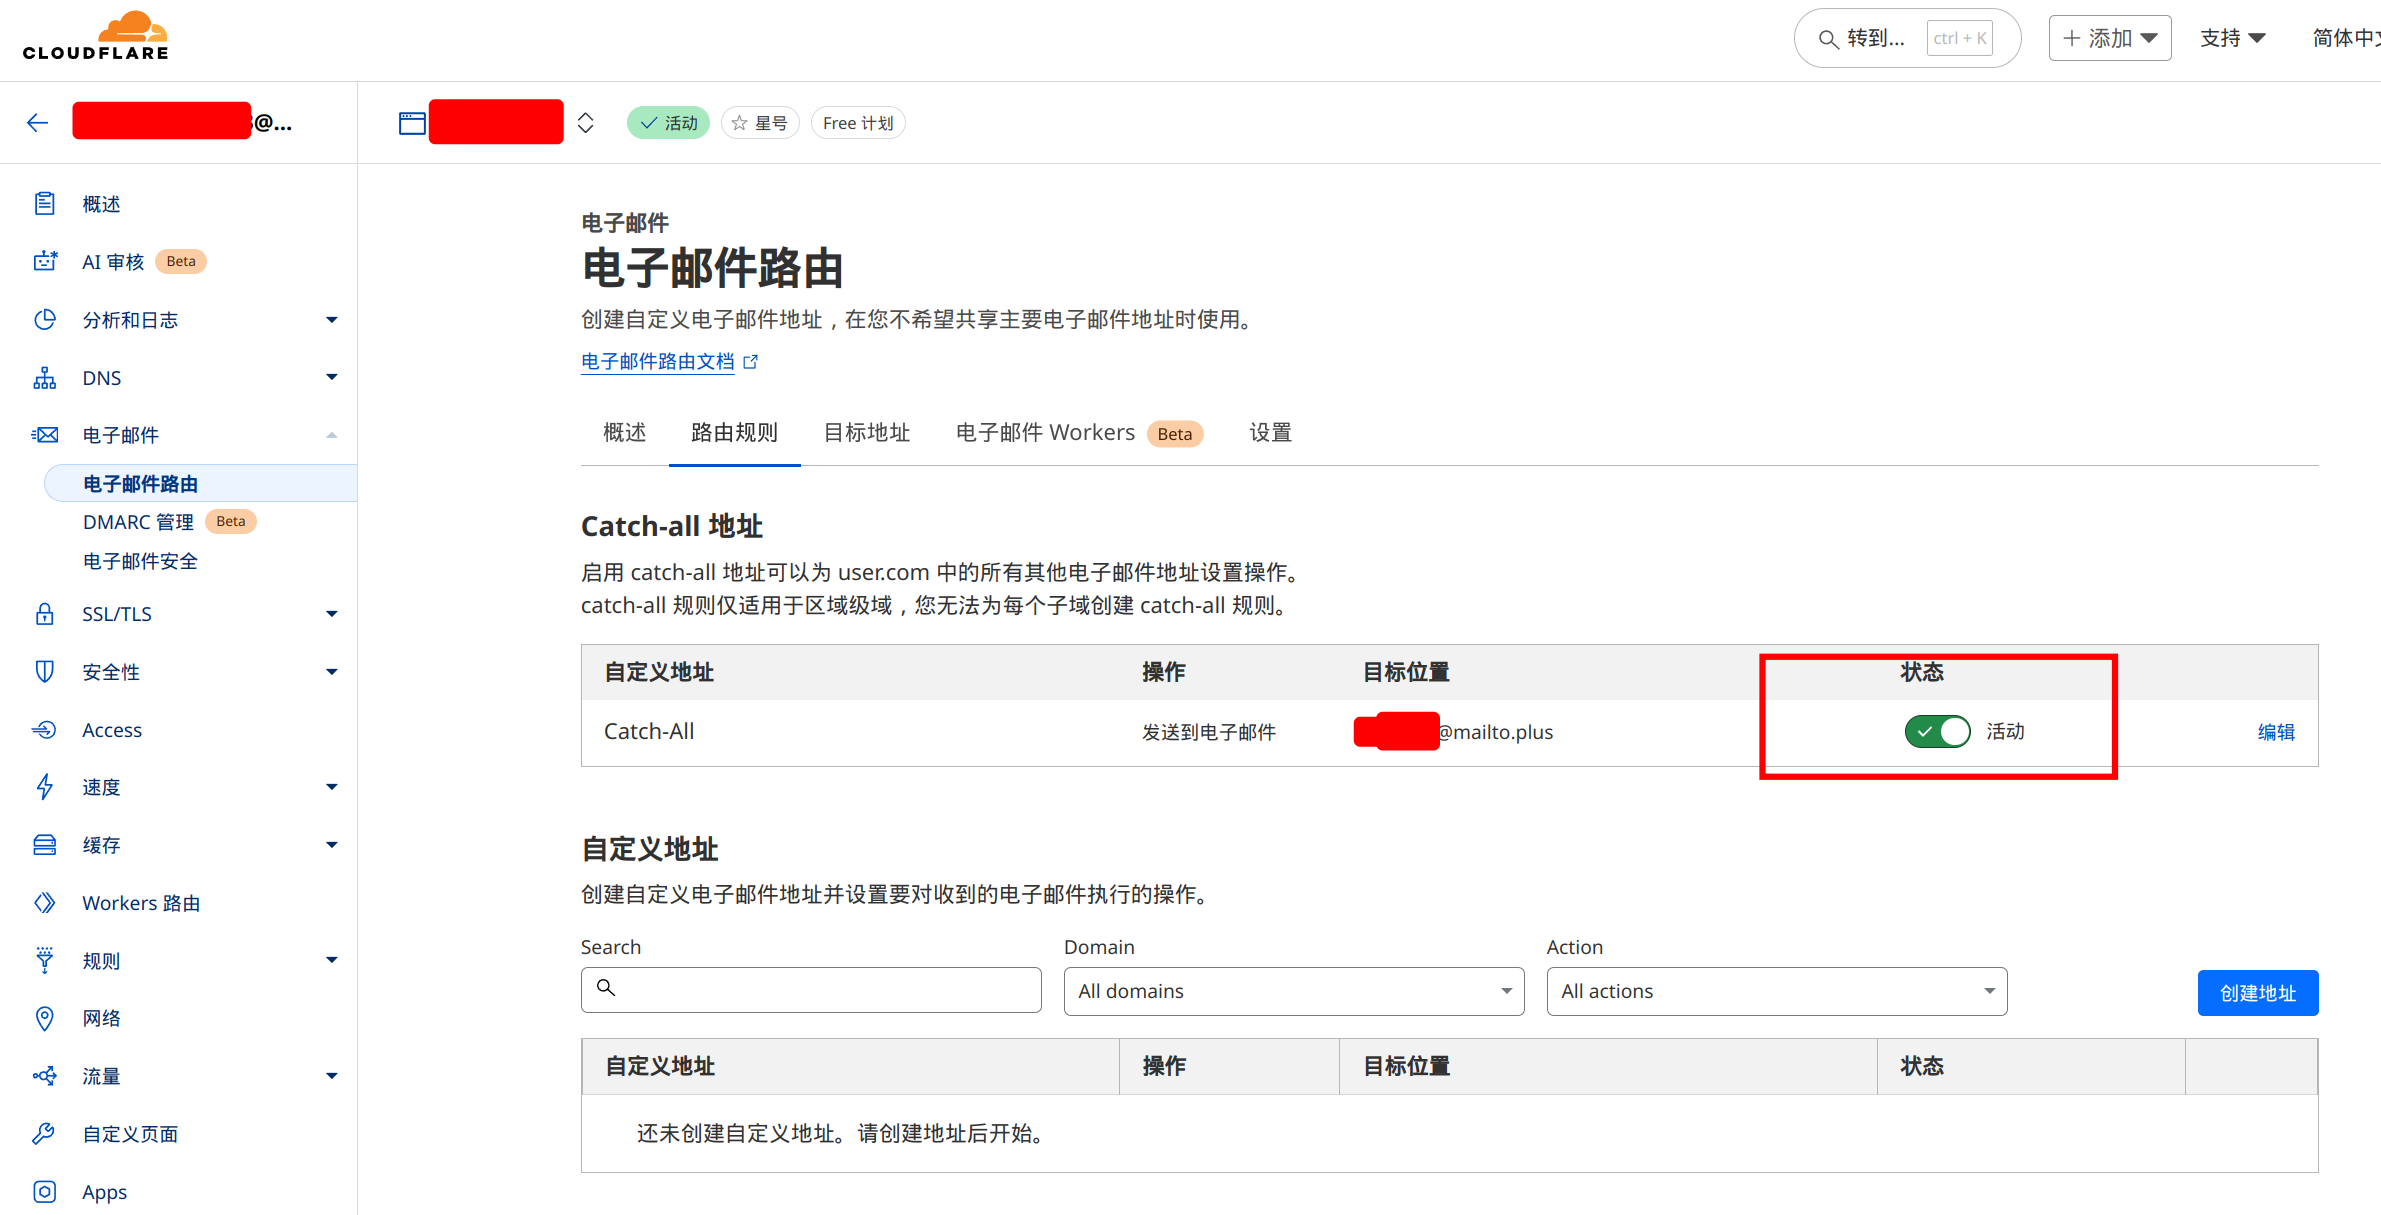 CLOUDFLARE
转到... ctrl + K
添加
支持
简体中
@...
活动
星号
Free 计划
概述
AI 审核 Beta
分析和日志
DNS
电子邮件
电子邮件路由
DMARC 管理 Beta
电子邮件安全
SSL/TLS
安全性
Access
速度
缓存
Workers 路由
规则
网络
流量
自定义页面
Apps
电子邮件
电子邮件路由
创建自定义电子邮件地址，在您不希望共享主要电子邮件地址时使用。
电子邮件路由文档
概述 路由规则 目标地址 电子邮件 Workers Beta 设置
Catch-all 地址
启用 catch-all 地址可以为 user.com 中的所有其他电子邮件地址设置操作。
catch-all 规则仅适用于区域级域，您无法为每个子域创建 catch-all 规则。
自定义地址 操作 目标位置 状态
Catch-All 发送到电子邮件 @mailto.plus 活动 编辑
自定义地址
创建自定义电子邮件地址并设置要对收到的电子邮件执行的操作。
Search Domain Action
All domains All actions 创建地址
自定义地址 操作 目标位置 状态
还未创建自定义地址。请创建地址后开始。